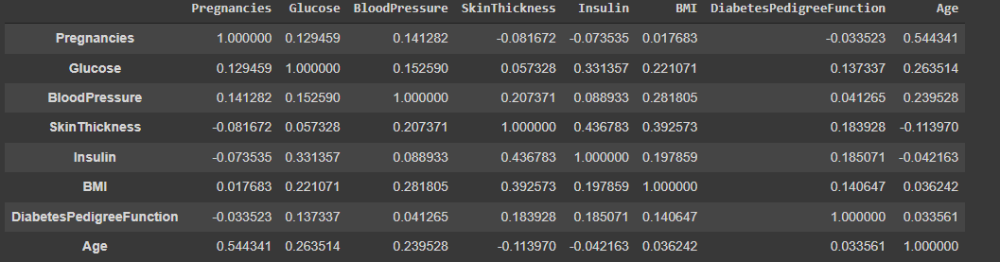 Pregnancies Glucose BloodPressure SkinThickness Insulin BMI DiabetesPedigreeFunction Age
Pregnancies 1.000000 0.129459 0.141282 -0.081672 -0.073535 0.017683 -0.033523 0.544341
Glucose 0.129459 1.000000 0.152590 0.057328 0.331357 0.221071 0.137337 0.263514
BloodPressure 0.141282 0.152590 1.000000 0.207371 0.088933 0.281805 0.041265 0.239528
SkinThickness -0.081672 0.057328 0.207371 1.000000 0.436783 0.392573 0.183928 -0.113970
Insulin -0.073535 0.331357 0.088933 0.436783 1.000000 0.197859 0.185071 -0.042163
BMI 0.017683 0.221071 0.281805 0.392573 0.197859 1.000000 0.140647 0.036242
DiabetesPedigreeFunction -0.033523 0.137337 0.041265 0.183928 0.185071 0.140647 1.000000 0.033561
Age 0.544341 0.263514 0.239528 -0.113970 -0.042163 0.036242 0.033561 1.000000